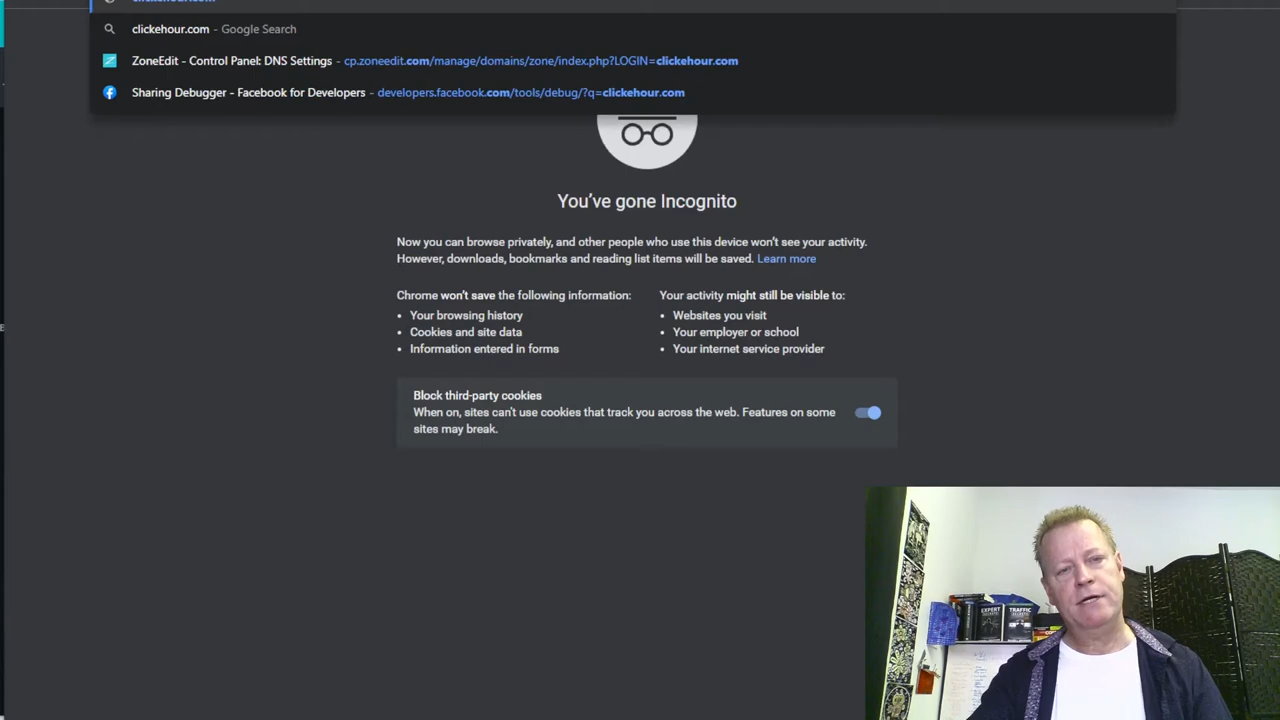 clickehour.com
clickehour.com - Google Search
ZoneEdit - Control Panel: DNS Settings - cp.zoneedit.com/manage/domains/zone/index.php?LOGIN=clickehour.com
Sharing Debugger - Facebook for Developers - developers.facebook.com/tools/debug/?q=clickehour.com
You've gone Incognito
Now you can browse privately, and other people who use this device won't see your activity.
However, downloads, bookmarks and reading list items will be saved. Learn more
Chrome won't save the following information:
Your browsing history
Cookies and site data
Information entered in forms
Your activity might still be visible to:
Websites you visit
Your employer or school
Your internet service provider
Block third-party cookies
When on, sites can't use cookies that track you across the web. Features on some
sites may break.
EXPERT
SECRETS
TRAFFIC
SECRETS